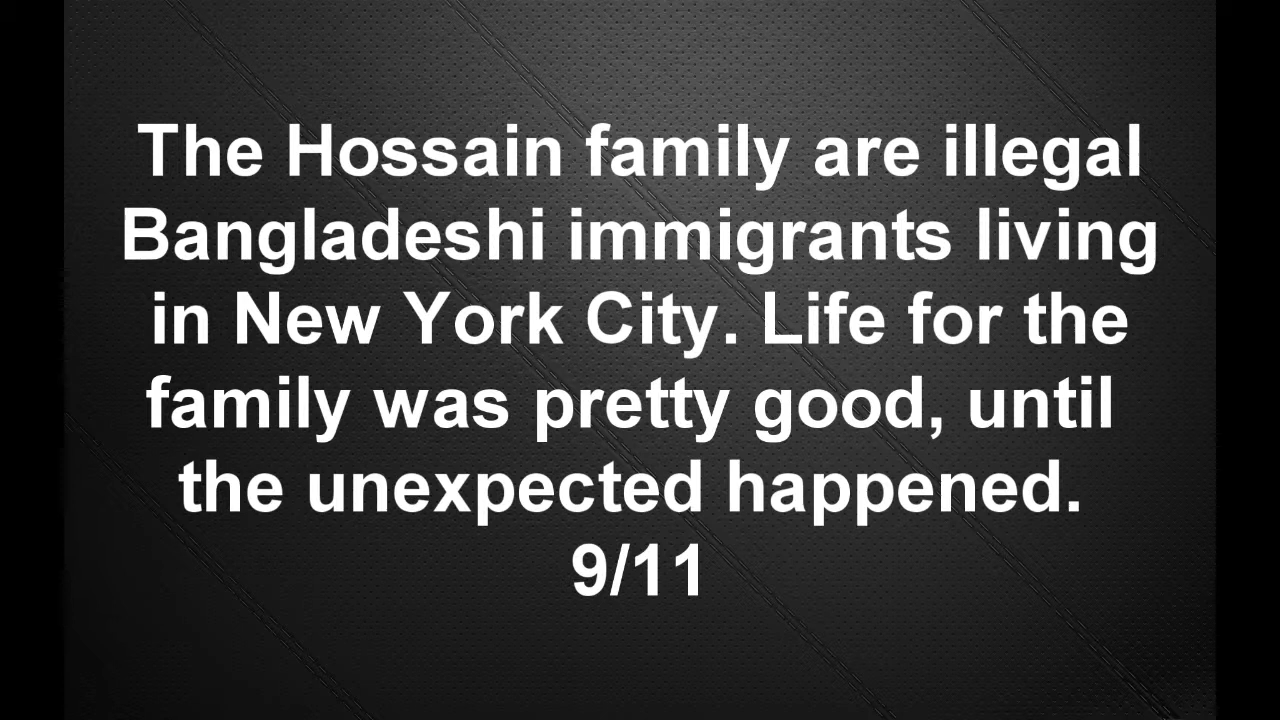 The Hossain family are illegal
Bangladeshi immigrants living
in New York City. Life for the
family was pretty good, until
the unexpected happened.
9/11